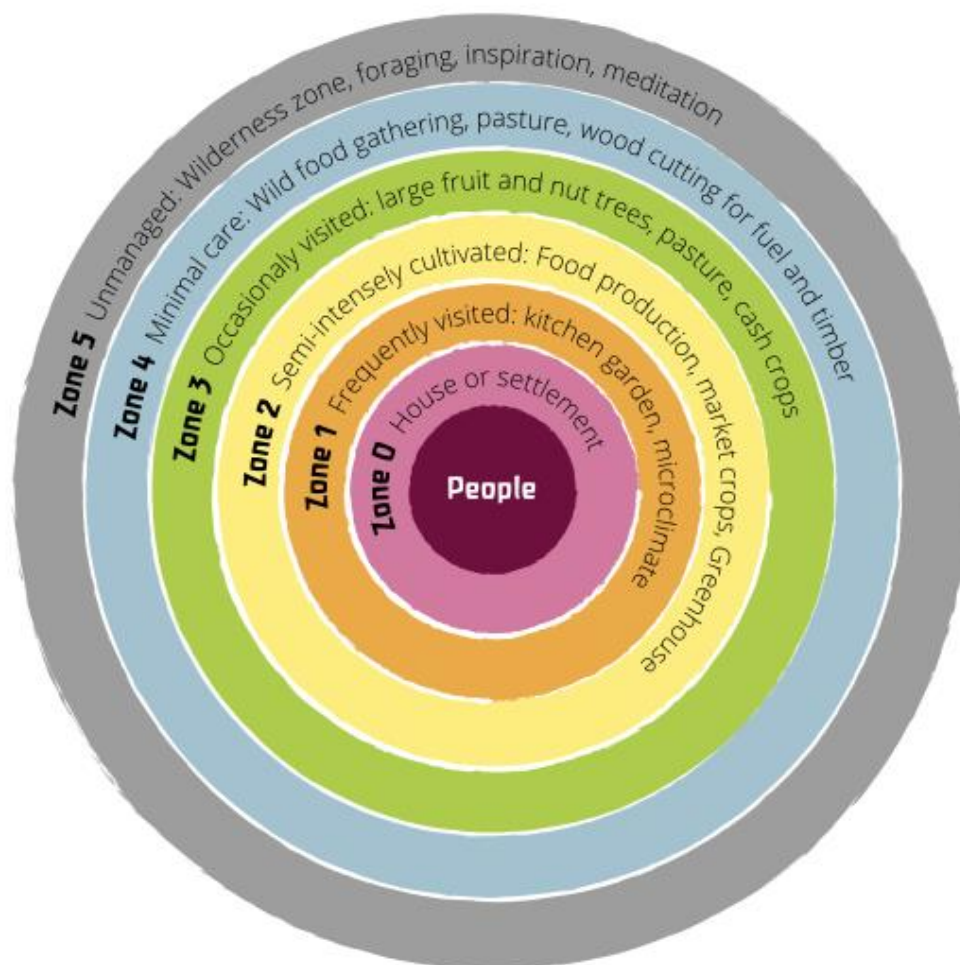 Zone 5 Unmanaged: Wilderness zone, foraging, inspiration, meditation
Zone 4 Minimal care: Wild food gathering, pasture, wood cutting for fuel and timber
Zone 3 Occasionaly visited: large fruit and nut trees, pasture, cash crops
Zone 2 Semi-intensely cultivated: Food production, market crops, Greenhouse
Zone 1 Frequently visited: kitchen garden, microclimate
Zone 0 House or settlement
People